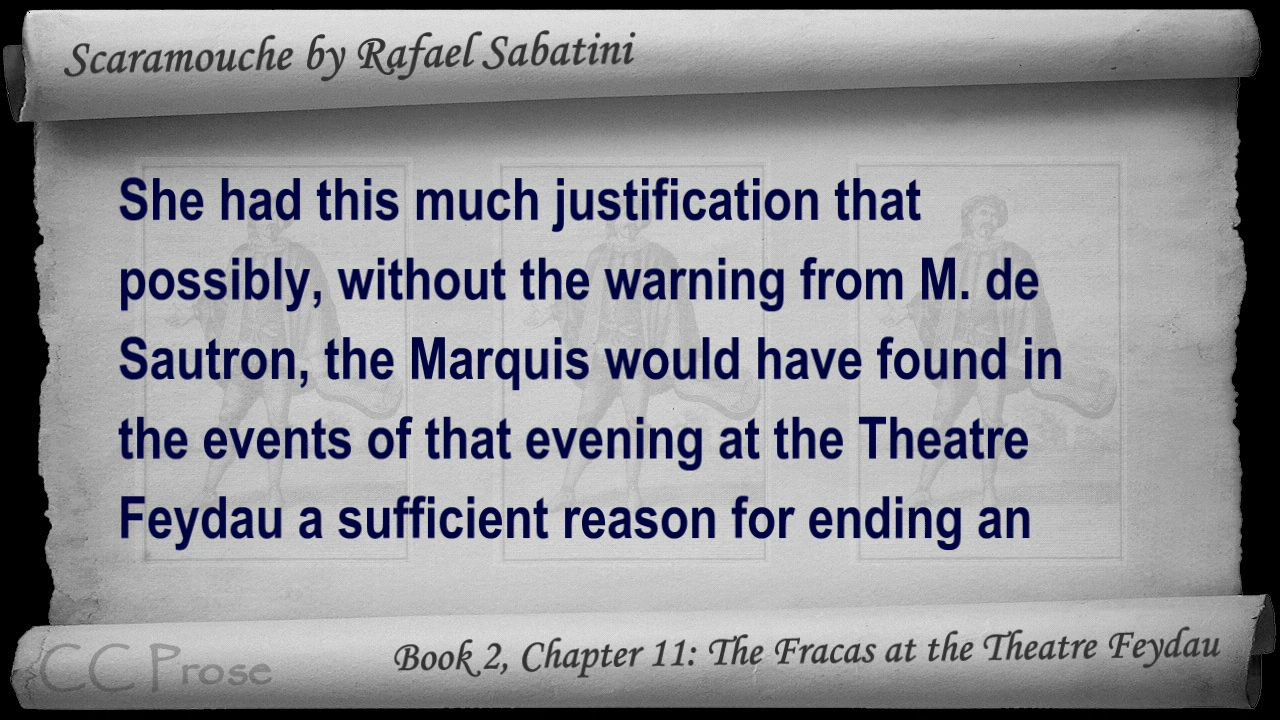 Scaramouche by Rafael Sabatini
She had this much justification that
possibly, without the warning from M. de
Sautron, the Marquis would have found in
the events of that evening at the Theatre
Feydau a sufficient reason for ending an
CC Prose
Book 2, Chapter 11: The Fracas at the Theatre Feydau